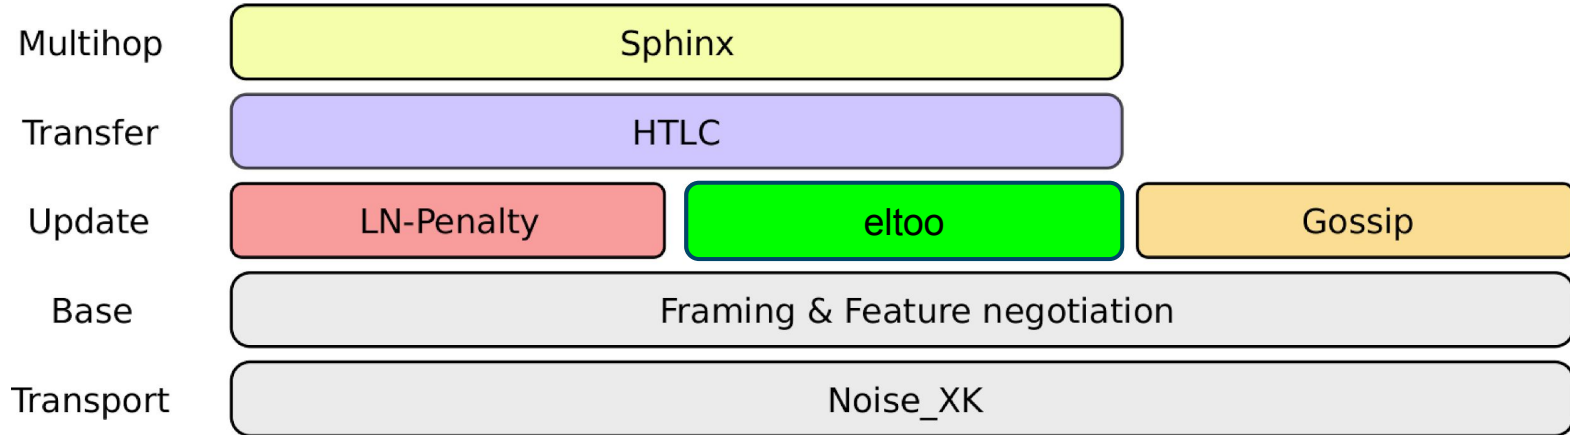 Multihop Sphinx
Transfer HTLC
Update LN-Penalty eltoo Gossip
Base Framing & Feature negotiation
Transport Noise_XK